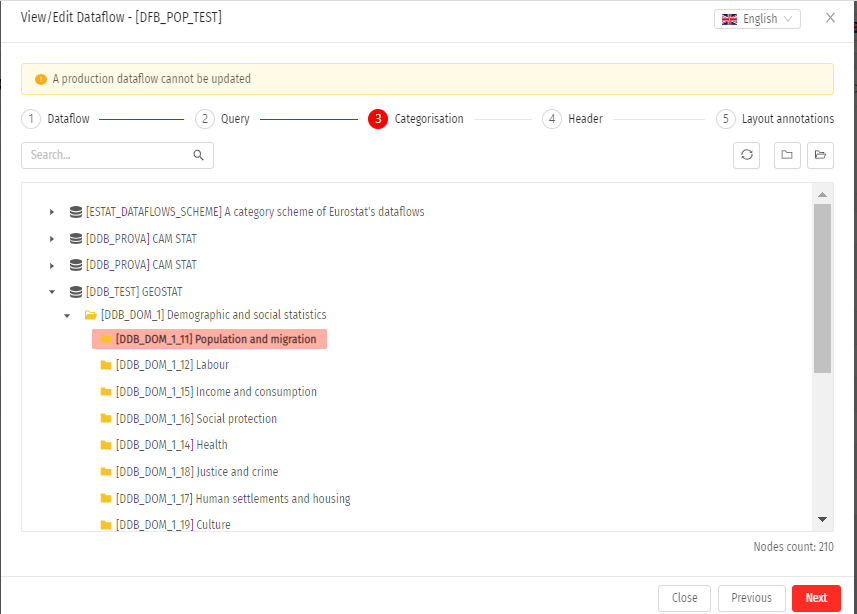 View/Edit Dataflow - [DFB_POP_TEST]
English
A production dataflow cannot be updated
1 Dataflow 2 Query 3 Categorisation 4 Header 5 Layout annotations
Search...
[ESTAT_DATAFLOWS_SCHEME] A category scheme of Eurostat's dataflows
[DDB_PROVA] CAM STAT
[DDB_PROVA] CAM STAT
[DDB_TEST] GEOSTAT
[DDB_DOM_1] Demographic and social statistics
[DDB_DOM_1_11] Population and migration
[DDB_DOM_1_12] Labour
[DDB_DOM_1_15] Income and consumption
[DDB_DOM_1_16] Social protection
[DDB_DOM_1_14] Health
[DDB_DOM_1_18] Justice and crime
[DDB_DOM_1_17] Human settlements and housing
[DDB_DOM_1_19] Culture
Nodes count: 210
Close Previous Next